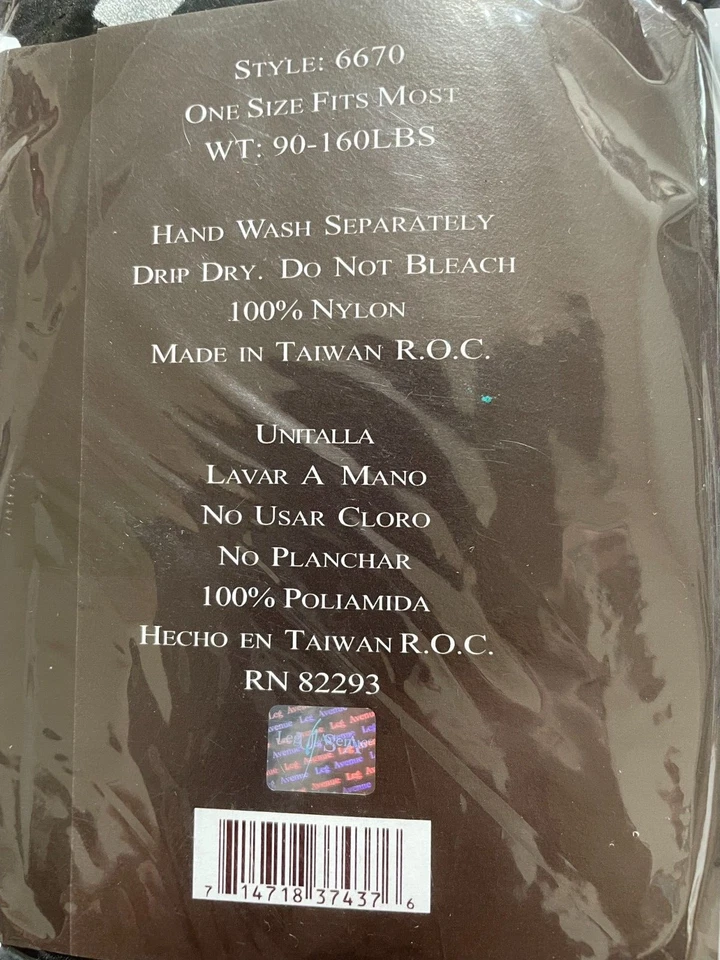 STYLE: 6670
ONE SIZE FITS MOST
WT: 90-160LBS
HAND WASH SEPARATELY
DRIP DRY. DO NOT BLEACH
100% NYLON
MADE IN TAIWAN R.O.C.
UNITALLA
LAVAR A MANO
NO USAR CLORO
NO PLANCHAR
100% POLIAMIDA
HECHO EN TAIWAN R.O.C.
RN 82293
Leg Avenue
7 14718 37437 6